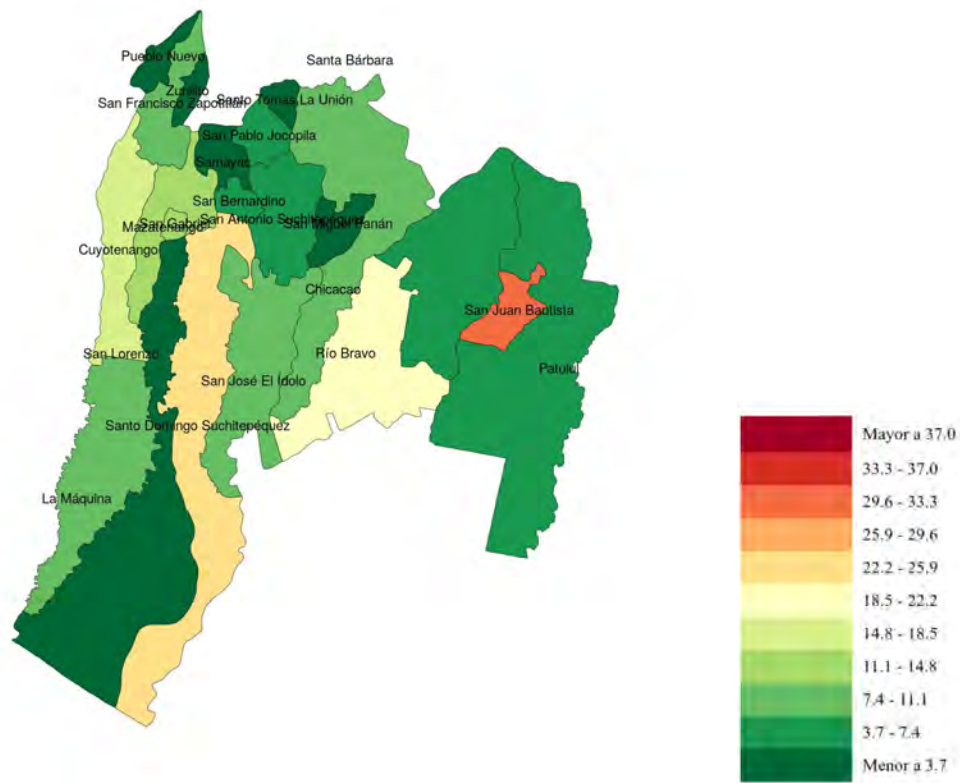 Pueblo Nuevo
Santa Bárbara
Zunilito
San Francisco Zapotitlán
Santo Tomas La Unión
San Pablo Jocopila
Samayac
San Bernardino
San Gabriel
San Antonio Suchitepéquez
San Miguel Panán
Mazatenango
Cuyotenango
Chicacao
San Juan Bautista
San Lorenzo
Río Bravo
Patulul
San José El Idolo
Santo Domingo Suchitepéquez
La Máquina
Mayor a 37.0
33.3 - 37.0
29.6 - 33.3
25.9 - 29.6
22.2 - 25.9
18.5 - 22.2
14.8 - 18.5
11.1 - 14.8
7.4 - 11.1
3.7 - 7.4
Menor a 3.7